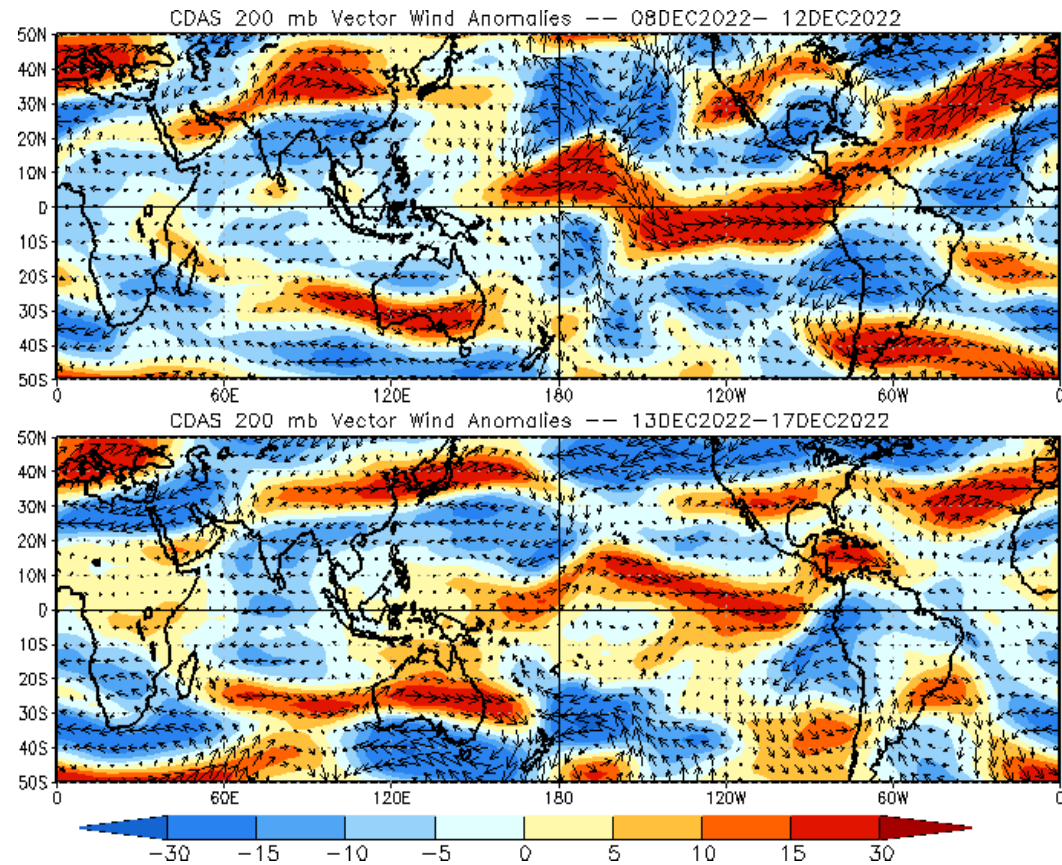 CDAS 200 mb Vector Wind Anomalies -- 08DEC2022- 12DEC2022
50N
40N
30N
20N
10N
0
10S
20S
30S
40S
50S
0 60E 120E 180 120W 60W 0
CDAS 200 mb Vector Wind Anomalies -- 13DEC2022-17DEC2022
50N
40N
30N
20N
10N
0
10S
20S
30S
40S
50S
0 60E 120E 180 120W 60W 0
-30 -15 -10 -5 0 5 10 15 30